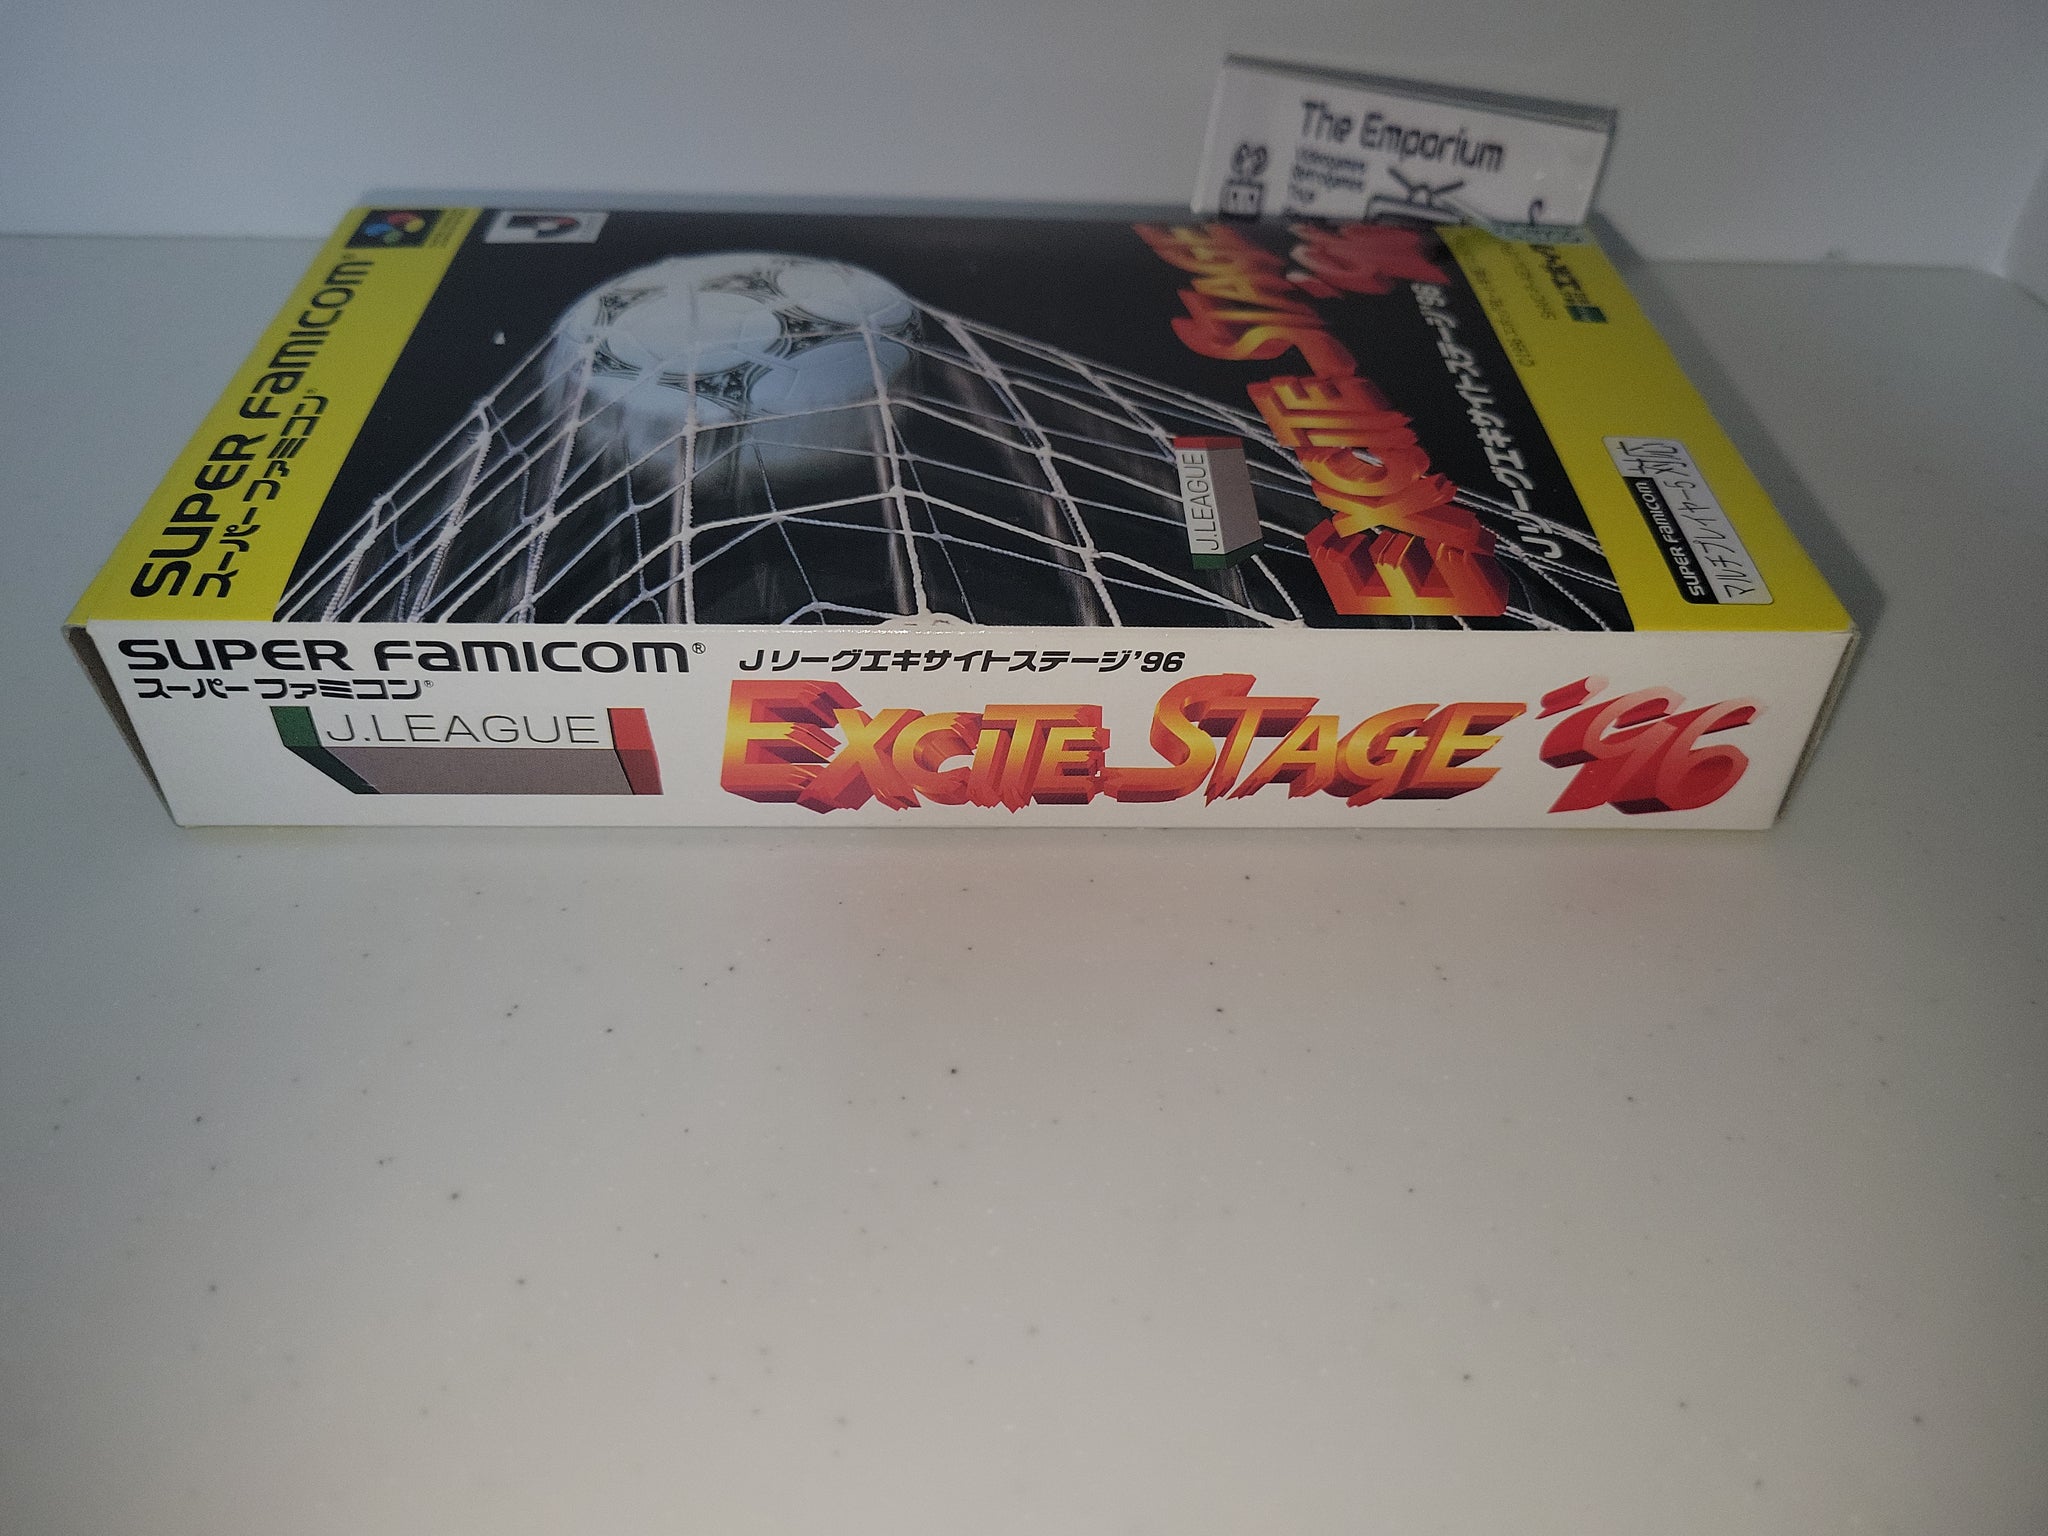 The Emporium
SUPER FAMICOM
スーパーファミコン
J.LEAGUE
EXCITE STAGE '96
Jリーグエキサイトステージ'96
SUPER FAMICOM
マルチプレイヤー5対応
SUPER FAMICOM®
スーパーファミコン®
J.LEAGUE
Jリーグエキサイトステージ'96
EXCITE STAGE '96